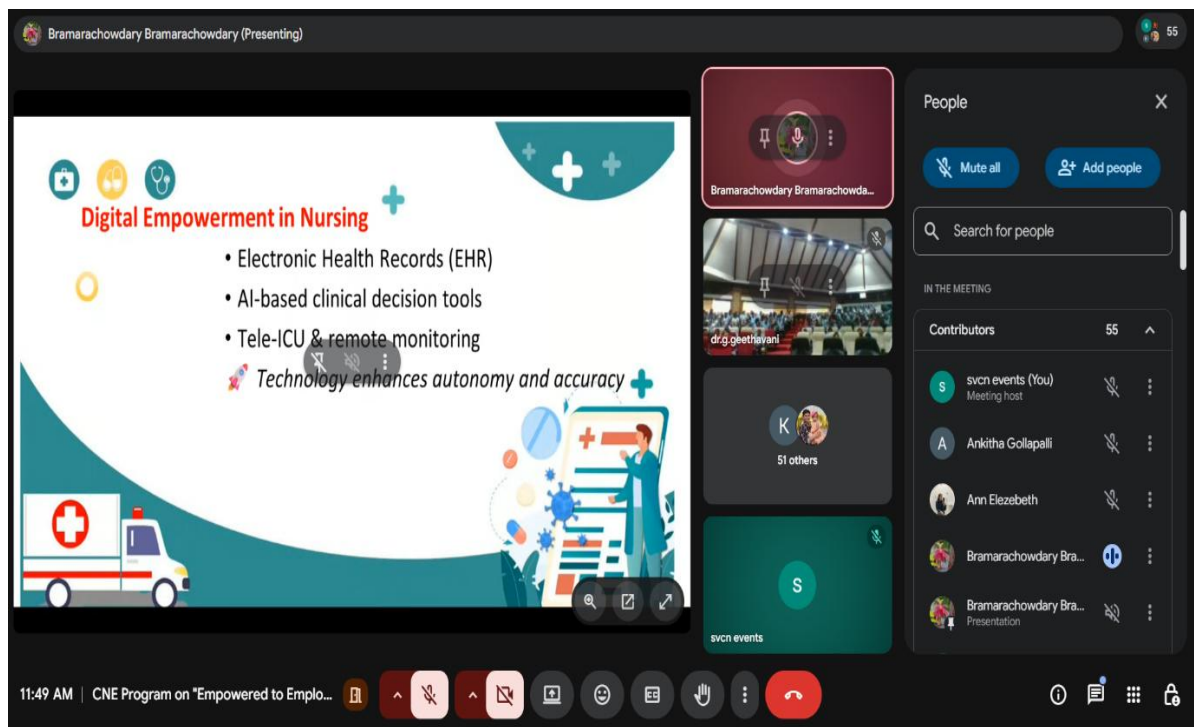 Bramarachowdary Bramarachowdary (Presenting)
55
Digital Empowerment in Nursing
• Electronic Health Records (EHR)
• AI-based clinical decision tools
• Tele-ICU & remote monitoring
🚀 Technology enhances autonomy and accuracy
Bramarachowdary Bramarachowda...
dr.g.geethavani
K
51 others
S
svcn events
People
Mute all
Add people
Search for people
IN THE MEETING
Contributors 55
S
svcn events (You)
Meeting host
A
Ankitha Gollapalli
Ann Elezebeth
Bramarachowdary Bra...
Bramarachowdary Bra...
Presentation
11:49 AM | CNE Program on "Empowered to Emplo...